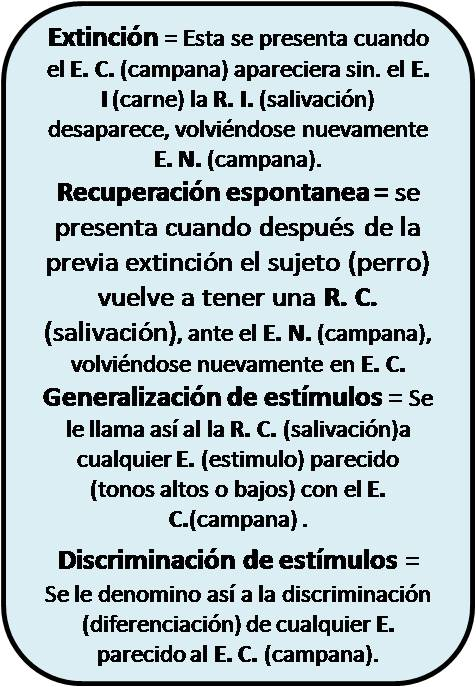 Extinción = Esta se presenta cuando
el E. C. (campana) apareciera sin. el E.
I (carne) la R. I. (salivación)
desaparece, volviéndose nuevamente
E. N. (campana).
Recuperación espontanea = se
presenta cuando después de la
previa extinción el sujeto (perro)
vuelve a tener una R. C.
(salivación), ante el E. N. (campana),
volviéndose nuevamente en E. C.
Generalización de estímulos = Se
le llama así al la R. C. (salivación)a
cualquier E. (estimulo) parecido
(tonos altos o bajos) con el E.
C.(campana) .
Discriminación de estímulos =
Se le denomino así a la discriminación
(diferenciación) de cualquier E.
parecido al E. C. (campana).